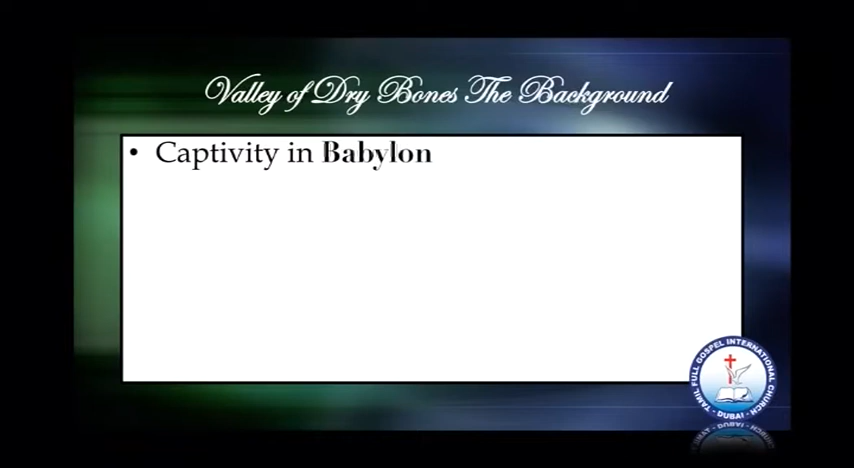 Valley of Dry Bones The Background
• Captivity in Babylon
TAMIL FULL GOSPEL INTERNATIONAL CHURCH
- DUBAI -